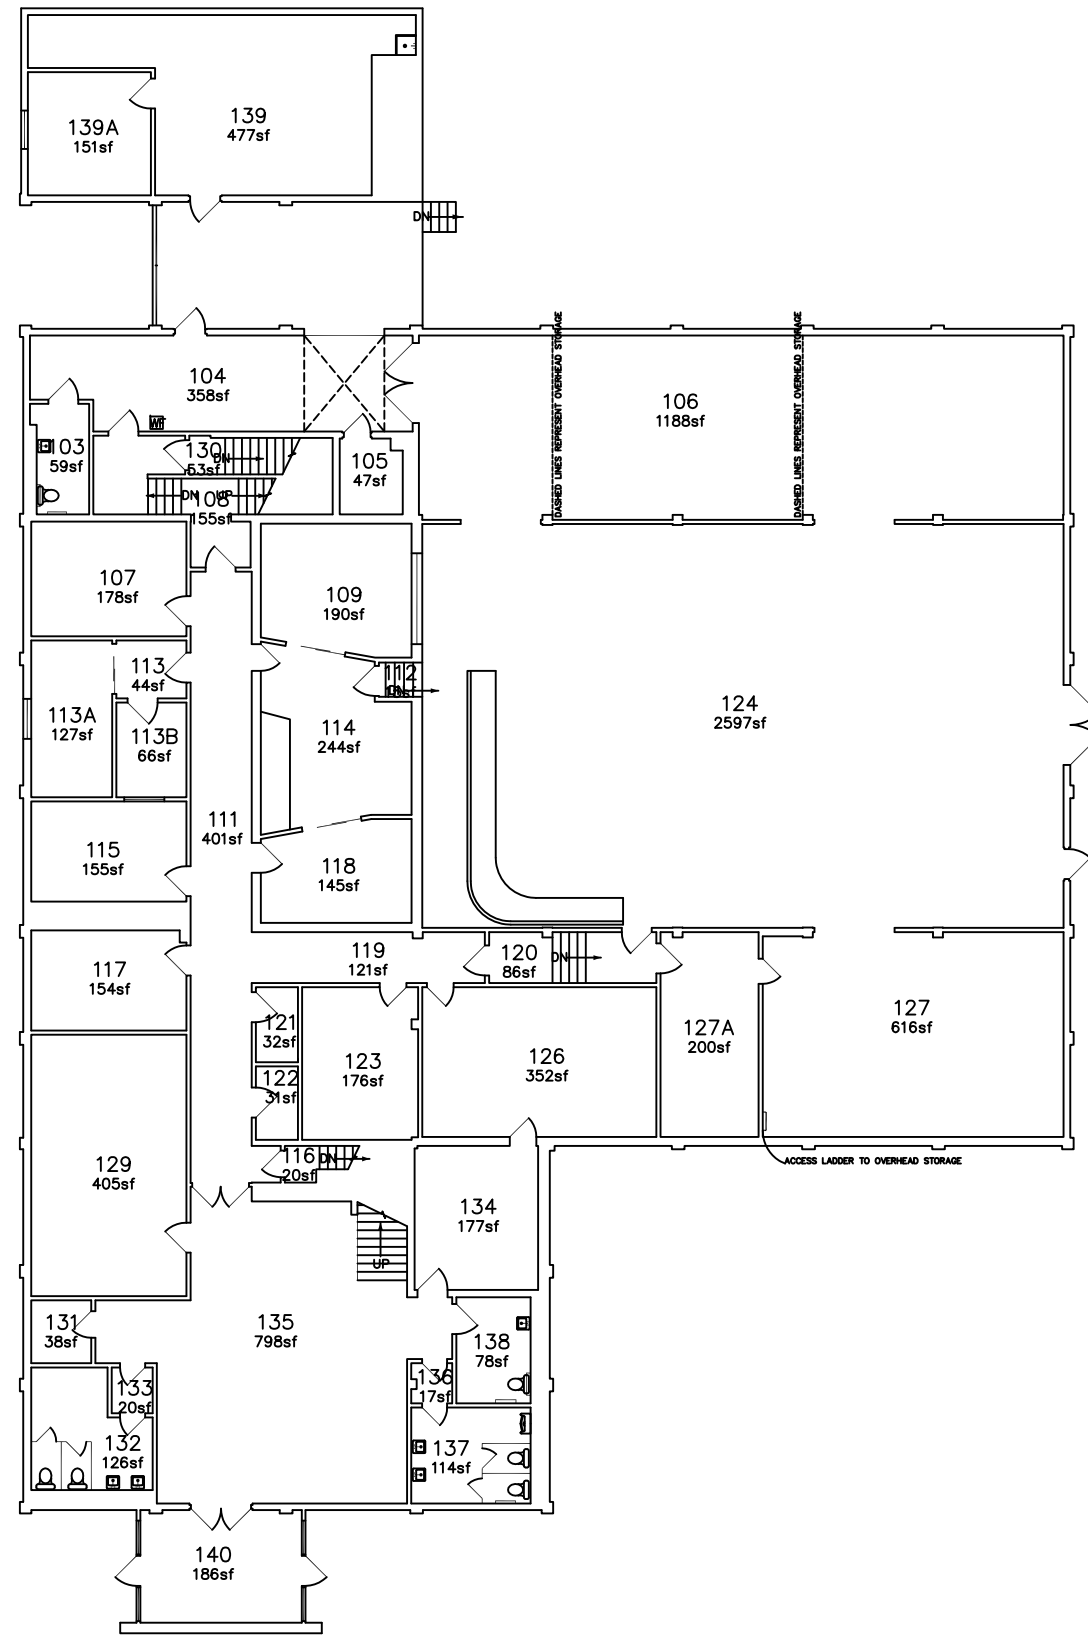 139
477sf
139A
151sf
DN
DASHED LINES REPRESENT OVERHEAD STORAGE
DASHED LINES REPRESENT OVERHEAD STORAGE
104
358sf
WF
106
1188sf
103
59sf
130
53sf
DN
105
47sf
DN
UP
108
155sf
107
178sf
109
190sf
113
44sf
112
DN
113A
127sf
113B
66sf
114
244sf
124
2597sf
111
401sf
115
155sf
118
145sf
119
121sf
120
86sf
DN
117
154sf
121
32sf
127
616sf
127A
200sf
123
176sf
126
352sf
122
31sf
116
20sf
DN
ACCESS LADDER TO OVERHEAD STORAGE
129
405sf
134
177sf
UP
131
38sf
135
798sf
138
78sf
133
20sf
136
17sf
132
126sf
137
114sf
140
186sf